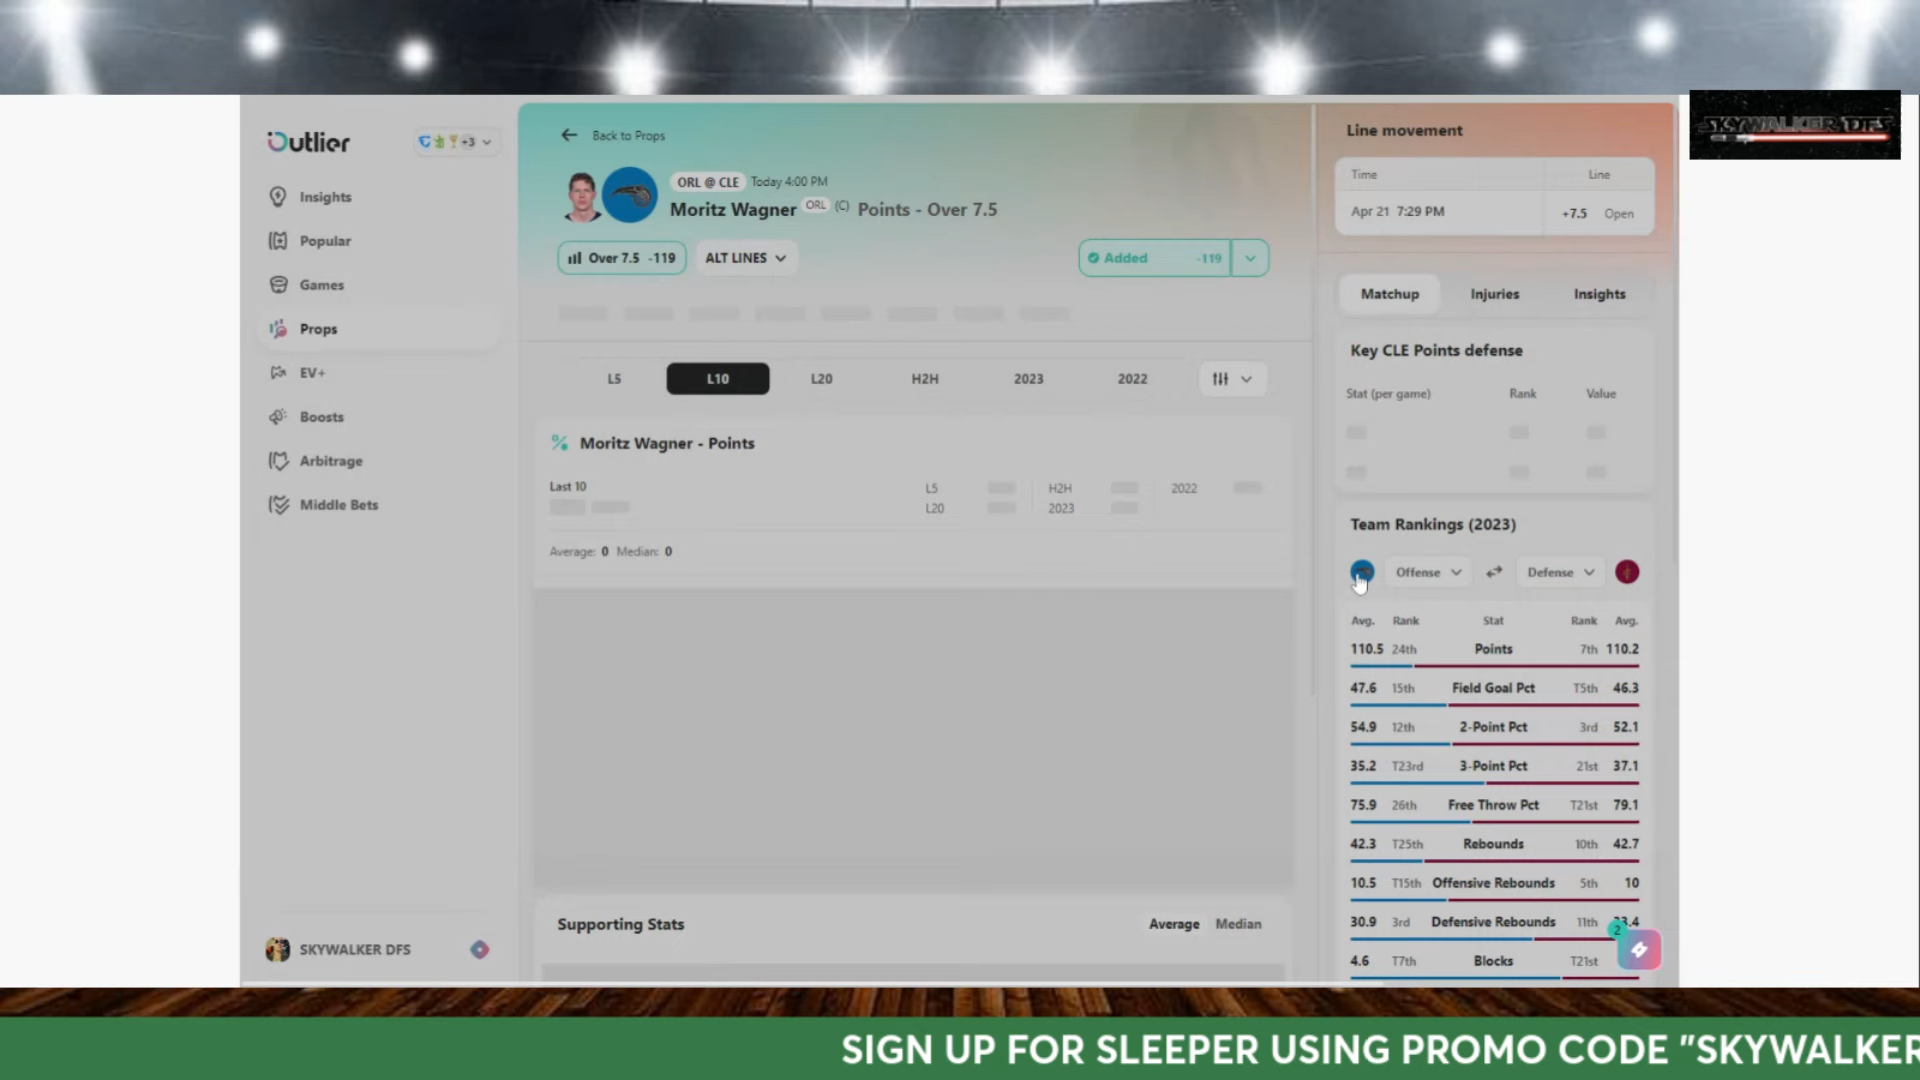 SKYWALKER DFS
Outlier
+3
Insights
Popular
Games
Props
EV+
Boosts
Arbitrage
Middle Bets
SKYWALKER DFS
Back to Props
ORL @ CLE Today 4:00 PM
Moritz Wagner ORL (C) Points - Over 7.5
Over 7.5 -119 ALT LINES
Added -119
L5 L10 L20 H2H 2023 2022
Moritz Wagner - Points
Last 10
L5 H2H 2022
L20 2023
Average: 0 Median: 0
Supporting Stats Average Median
Line movement
Time Line
Apr 21 7:29 PM +7.5 Open
Matchup Injuries Insights
Key CLE Points defense
Stat (per game) Rank Value
Team Rankings (2023)
Offense Defense
Avg. Rank Stat Rank Avg.
110.5 24th Points 7th 110.2
47.6 15th Field Goal Pct T5th 46.3
54.9 12th 2-Point Pct 3rd 52.1
35.2 T23rd 3-Point Pct 21st 37.1
75.9 26th Free Throw Pct T21st 79.1
42.3 T25th Rebounds 10th 42.7
10.5 T15th Offensive Rebounds 5th 10
30.9 3rd Defensive Rebounds 11th
2
4.6 T7th Blocks T21st
SIGN UP FOR SLEEPER USING PROMO CODE "SKYWALKER